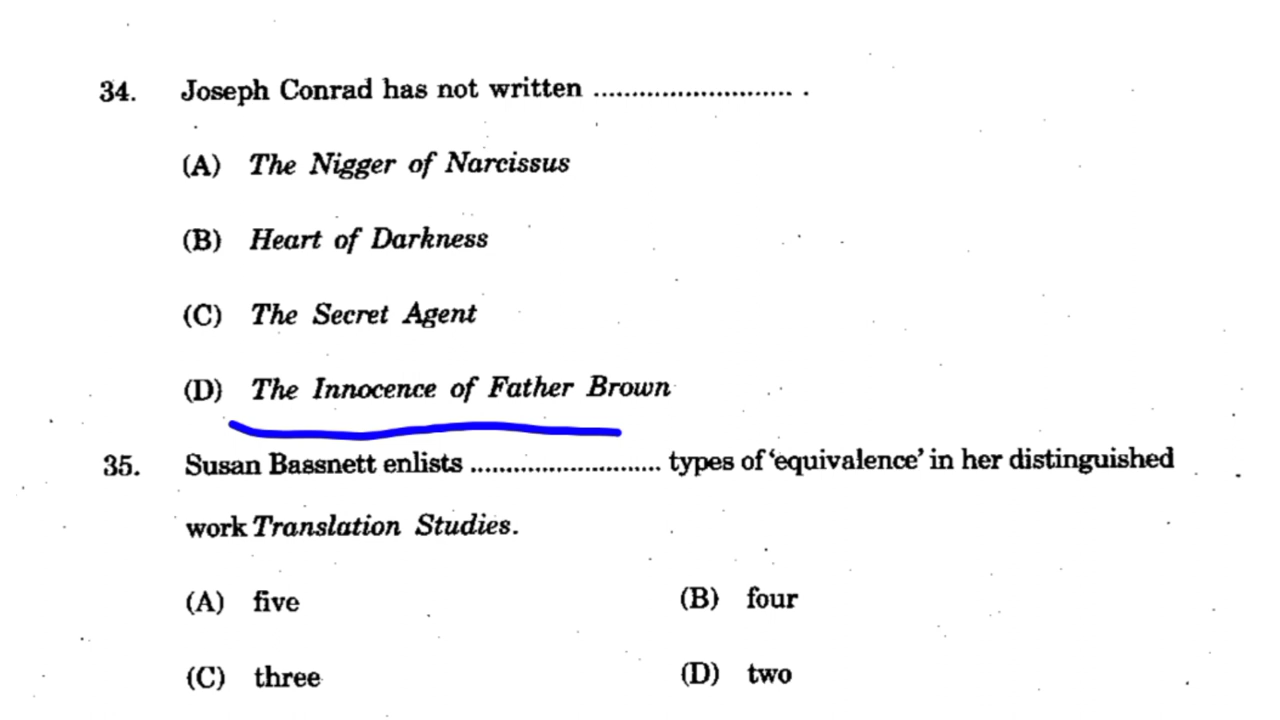 34. Joseph Conrad has not written .......................... .
(A) The Nigger of Narcissus
(B) Heart of Darkness
(C) The Secret Agent
(D) The Innocence of Father Brown
35. Susan Bassnett enlists .......................... types of 'equivalence' in her distinguished
work Translation Studies.
(A) five (B) four
(C) three (D) two